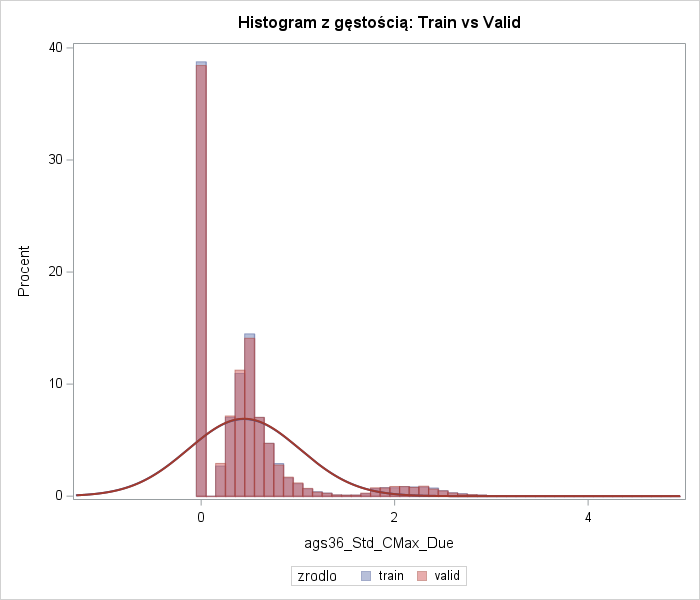 Histogram z gęstością: Train vs Valid
40
30
20
10
0
Procent
0 2 4
ags36_Std_CMax_Due
zrodlo train valid